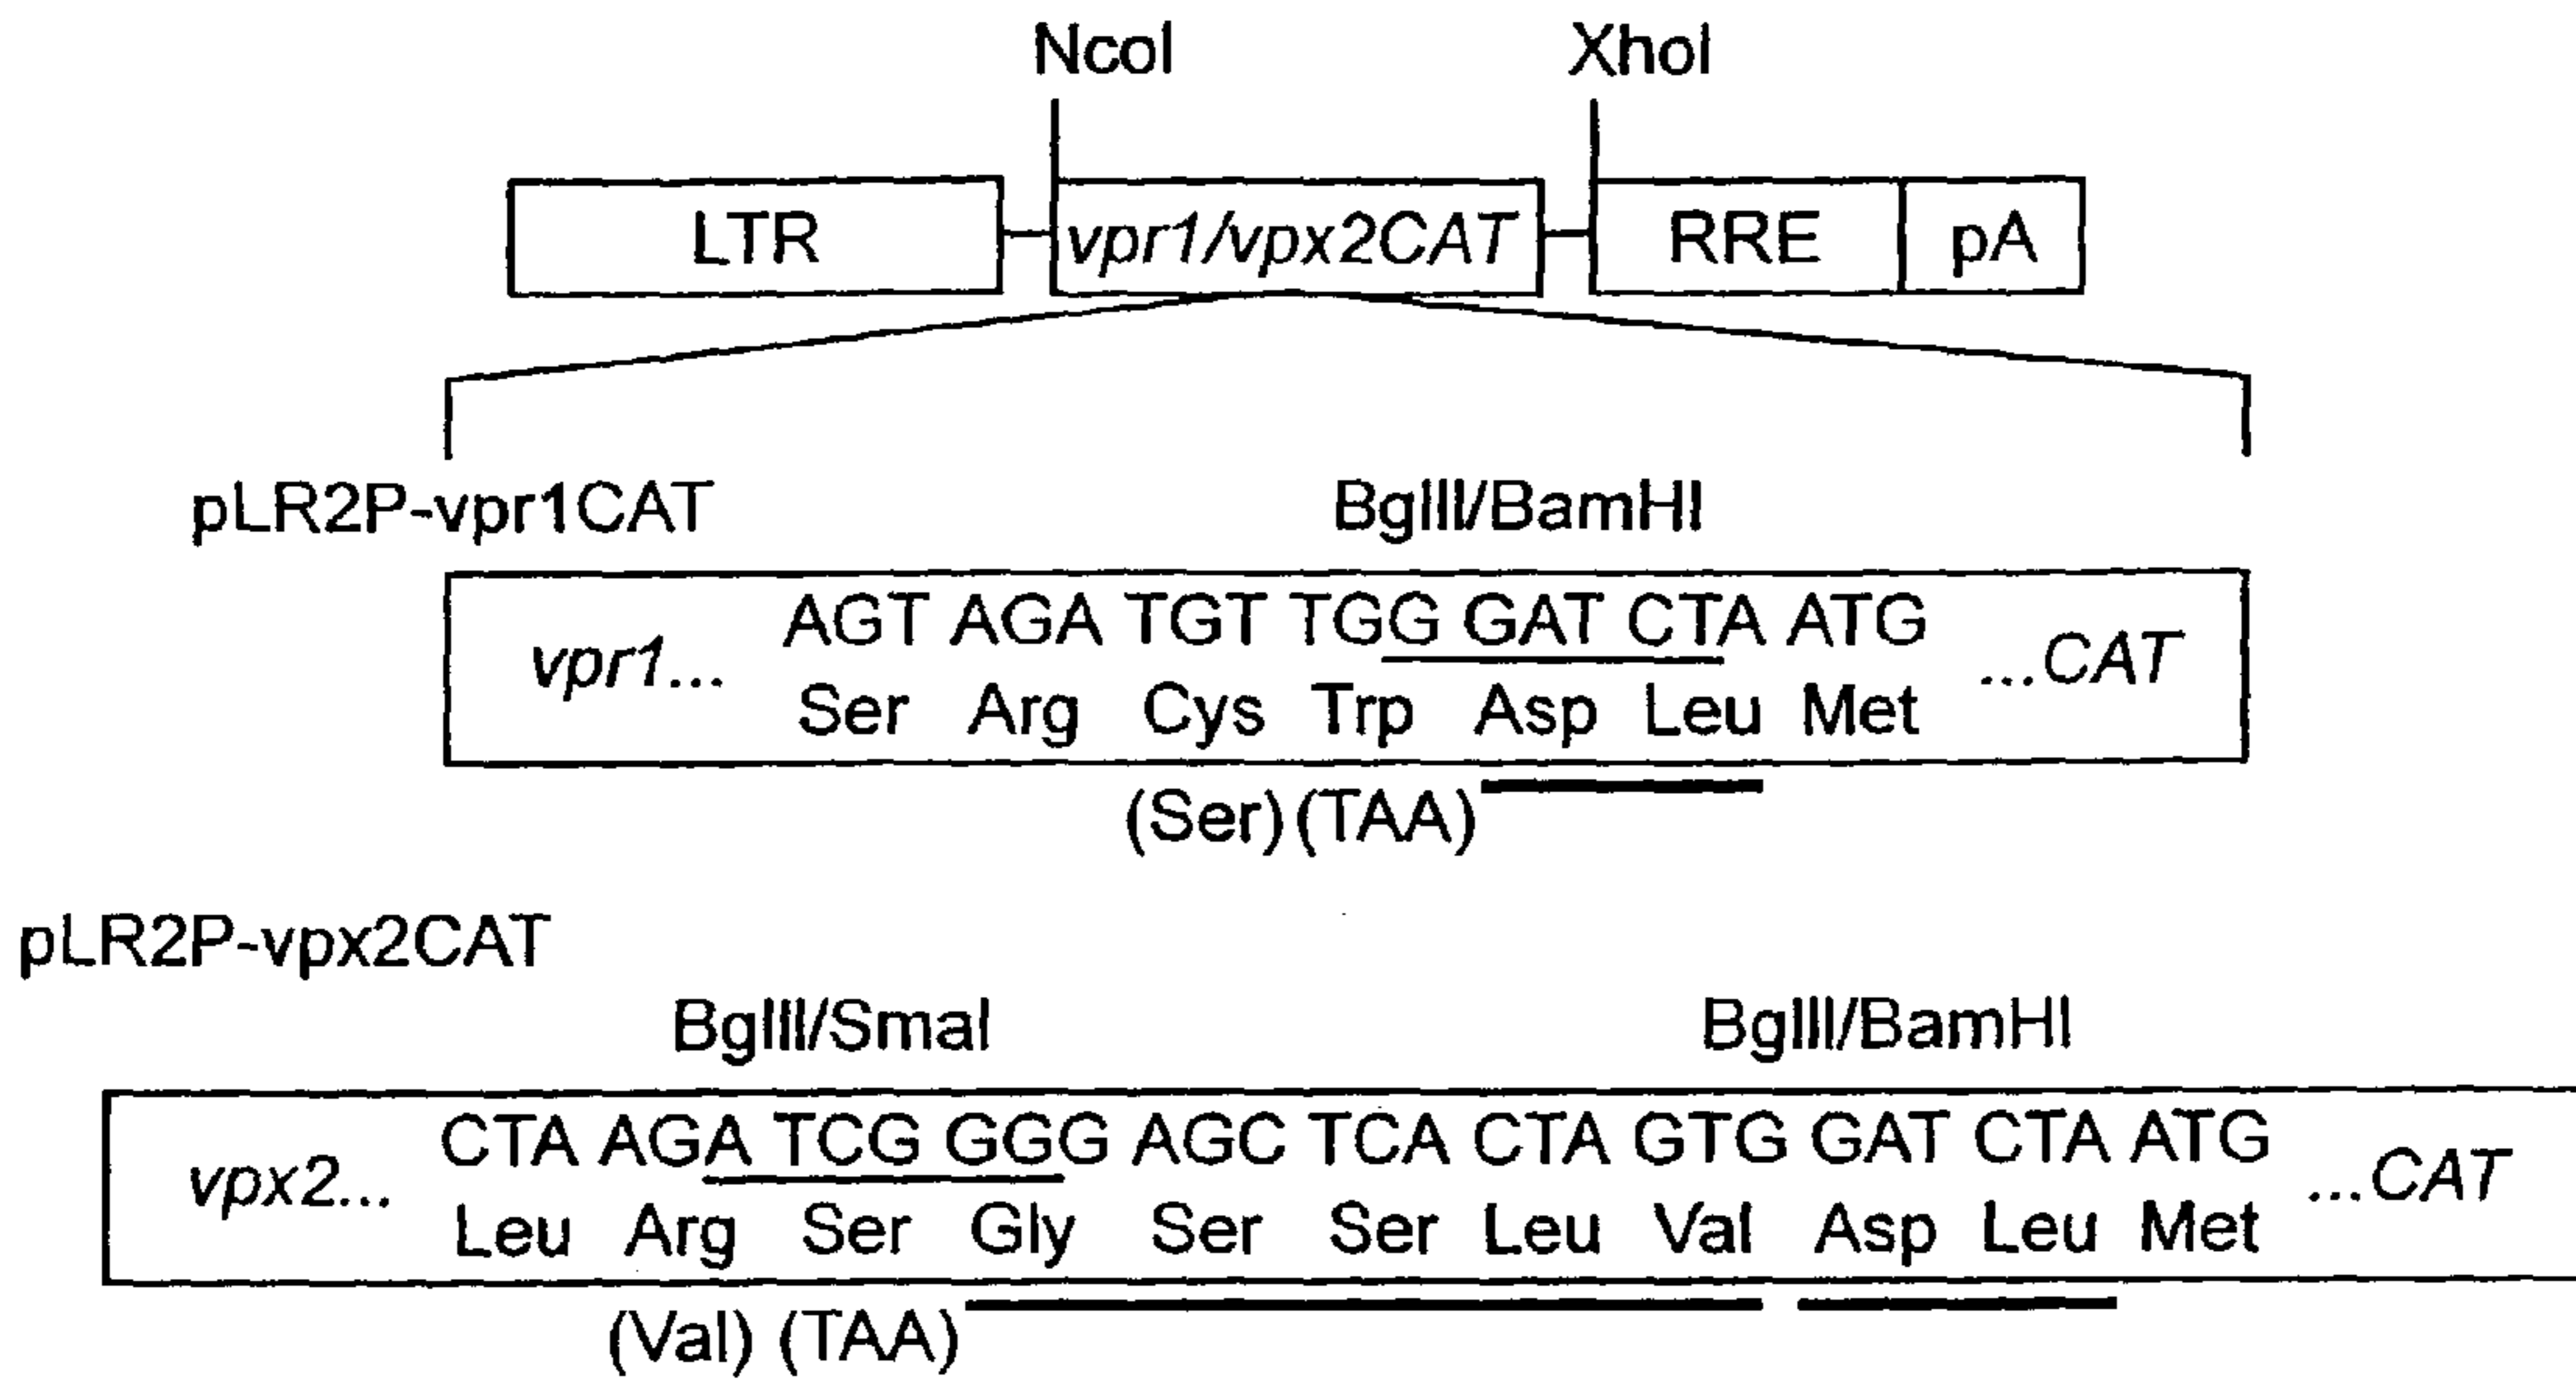 NcoI XhoI
LTR vpr1/vpx2CAT RRE pA
pLR2P-vpr1CAT BglII/BamHI
vpr1... AGT AGA TGT TGG GAT CTA ATG ...CAT
Ser Arg Cys Trp Asp Leu Met
(Ser) (TAA)
pLR2P-vpx2CAT
BglII/SmaI BglII/BamHI
vpx2... CTA AGA TCG GGG AGC TCA CTA GTG GAT CTA ATG ...CAT
Leu Arg Ser Gly Ser Ser Leu Val Asp Leu Met
(Val) (TAA)